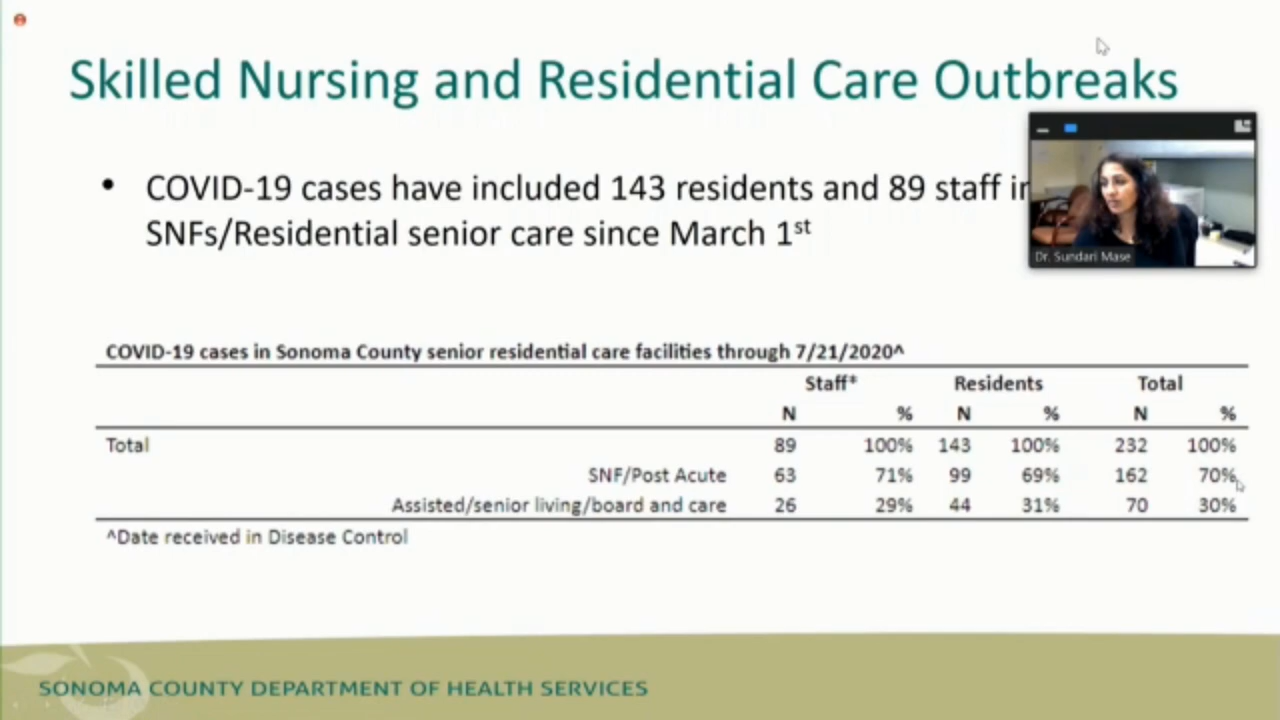 Skilled Nursing and Residential Care Outbreaks
• COVID-19 cases have included 143 residents and 89 staff in
SNFs/Residential senior care since March 1st
Dr. Sundari Mase
COVID-19 cases in Sonoma County senior residential care facilities through 7/21/2020^
Staff* Residents Total
N % N % N %
Total 89 100% 143 100% 232 100%
SNF/Post Acute 63 71% 99 69% 162 70%
Assisted/senior living/board and care 26 29% 44 31% 70 30%
^Date received in Disease Control
SONOMA COUNTY DEPARTMENT OF HEALTH SERVICES